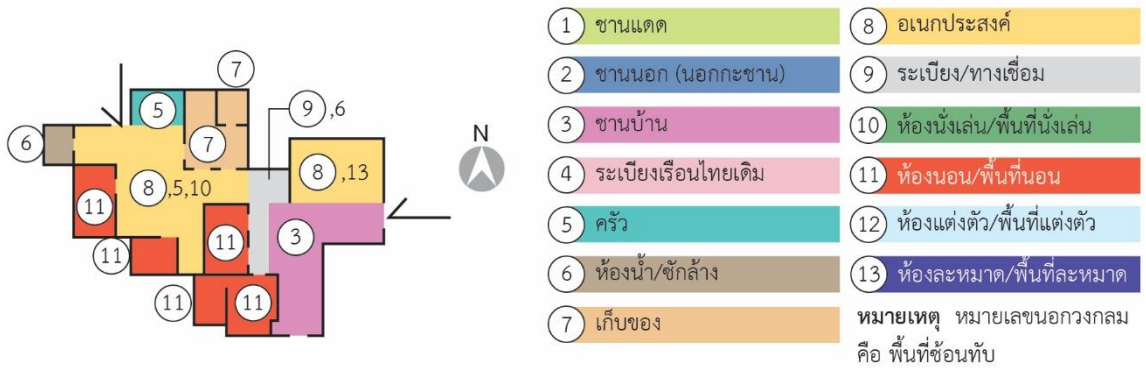 7
5
9 ,6
N
6
7
8 ,13
8 ,5,10
11
11
3
11
11
11
1 ชานแดด
2 ชานนอก (นอกกะชาน)
3 ชานบ้าน
4 ระเบียงเรือนไทยเดิม
5 ครัว
6 ห้องน้ำ/ซักล้าง
7 เก็บของ
8 อเนกประสงค์
9 ระเบียง/ทางเชื่อม
10 ห้องนั่งเล่น/พื้นที่นั่งเล่น
11 ห้องนอน/พื้นที่นอน
12 ห้องแต่งตัว/พื้นที่แต่งตัว
13 ห้องละหมาด/พื้นที่ละหมาด
หมายเหตุ หมายเลขนอกวงกลม
คือ พื้นที่ซ้อนทับ